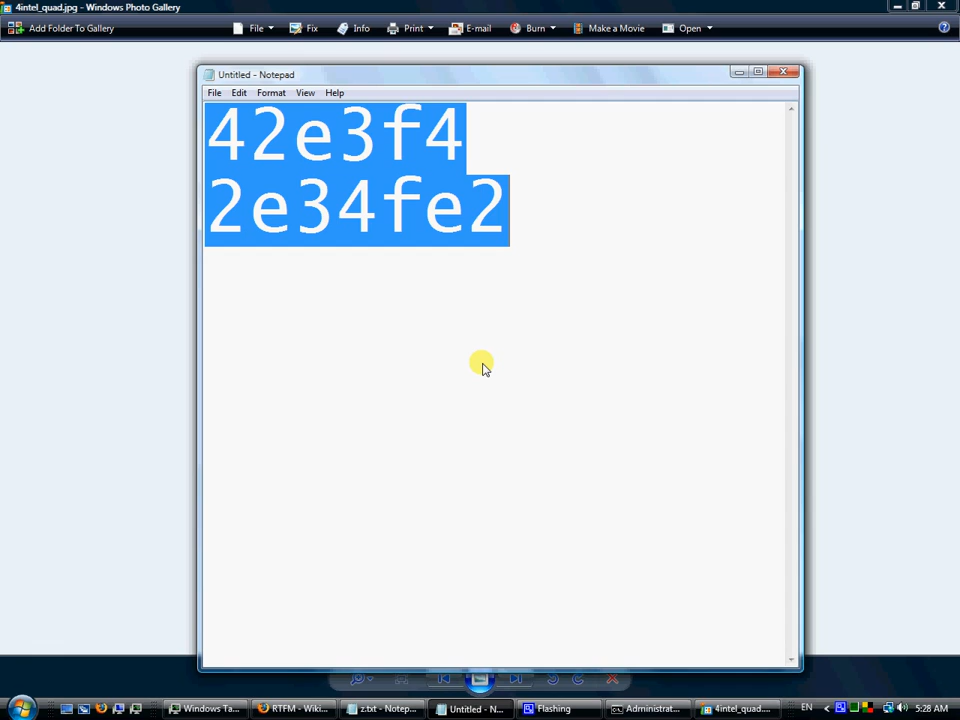 4intel_quad.jpg - Windows Photo Gallery
Add Folder To Gallery File Fix Info Print E-mail Burn Make a Movie Open
Untitled - Notepad
File Edit Format View Help
42e3f4
2e34fe2
Windows Ta... RTFM - Wiki... z.txt - Notep... Untitled - N... Flashing Administrat... 4intel_quad.... EN 5:28 AM